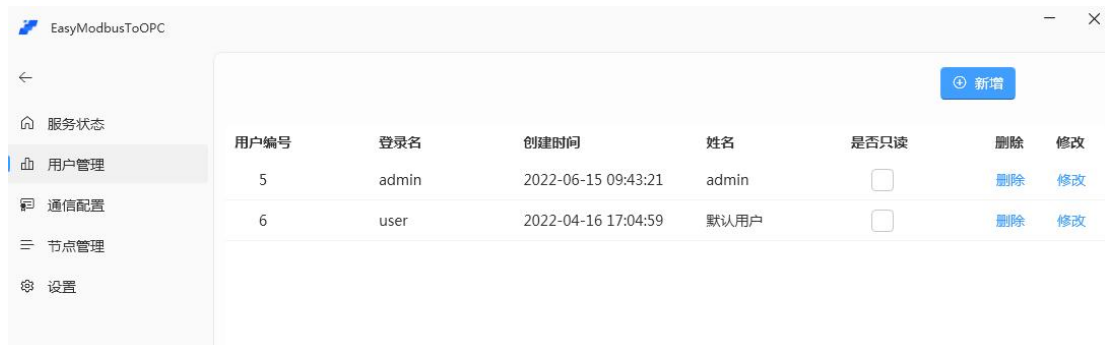 EasyModbusToOPC
服务状态
用户管理
通信配置
节点管理
设置
新增
用户编号 登录名 创建时间 姓名 是否只读 删除 修改
5 admin 2022-06-15 09:43:21 admin 删除 修改
6 user 2022-04-16 17:04:59 默认用户 删除 修改